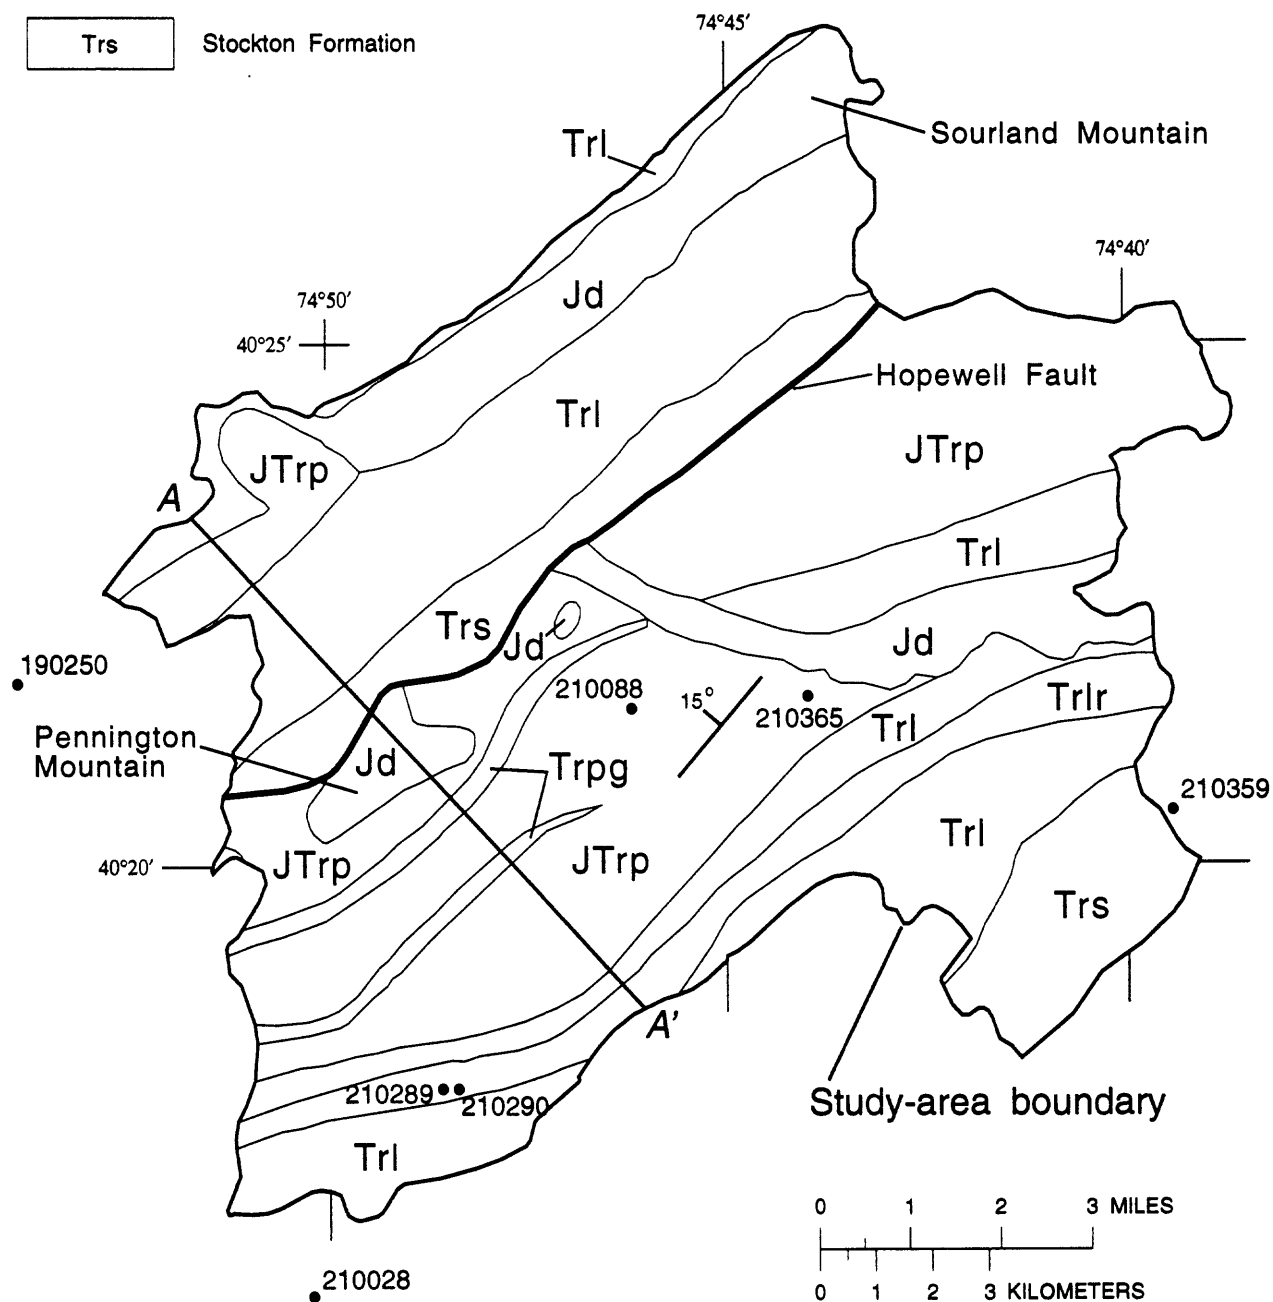 Trs Stockton Formation
74°45'
Trl
Sourland Mountain
74°40'
74°50'
Jd
40°25'
Hopewell Fault
Trl
JTrp
JTrp
A
Trl
Trs
Jd
Jd
190250
210088
15°
210365
Trl
Trlr
Pennington
Mountain
Jd
Trpg
210359
Trl
40°20'
JTrp
JTrp
Trs
A'
210289
210290
Study-area boundary
Trl
0 1 2 3 MILES
0 1 2 3 KILOMETERS
210028